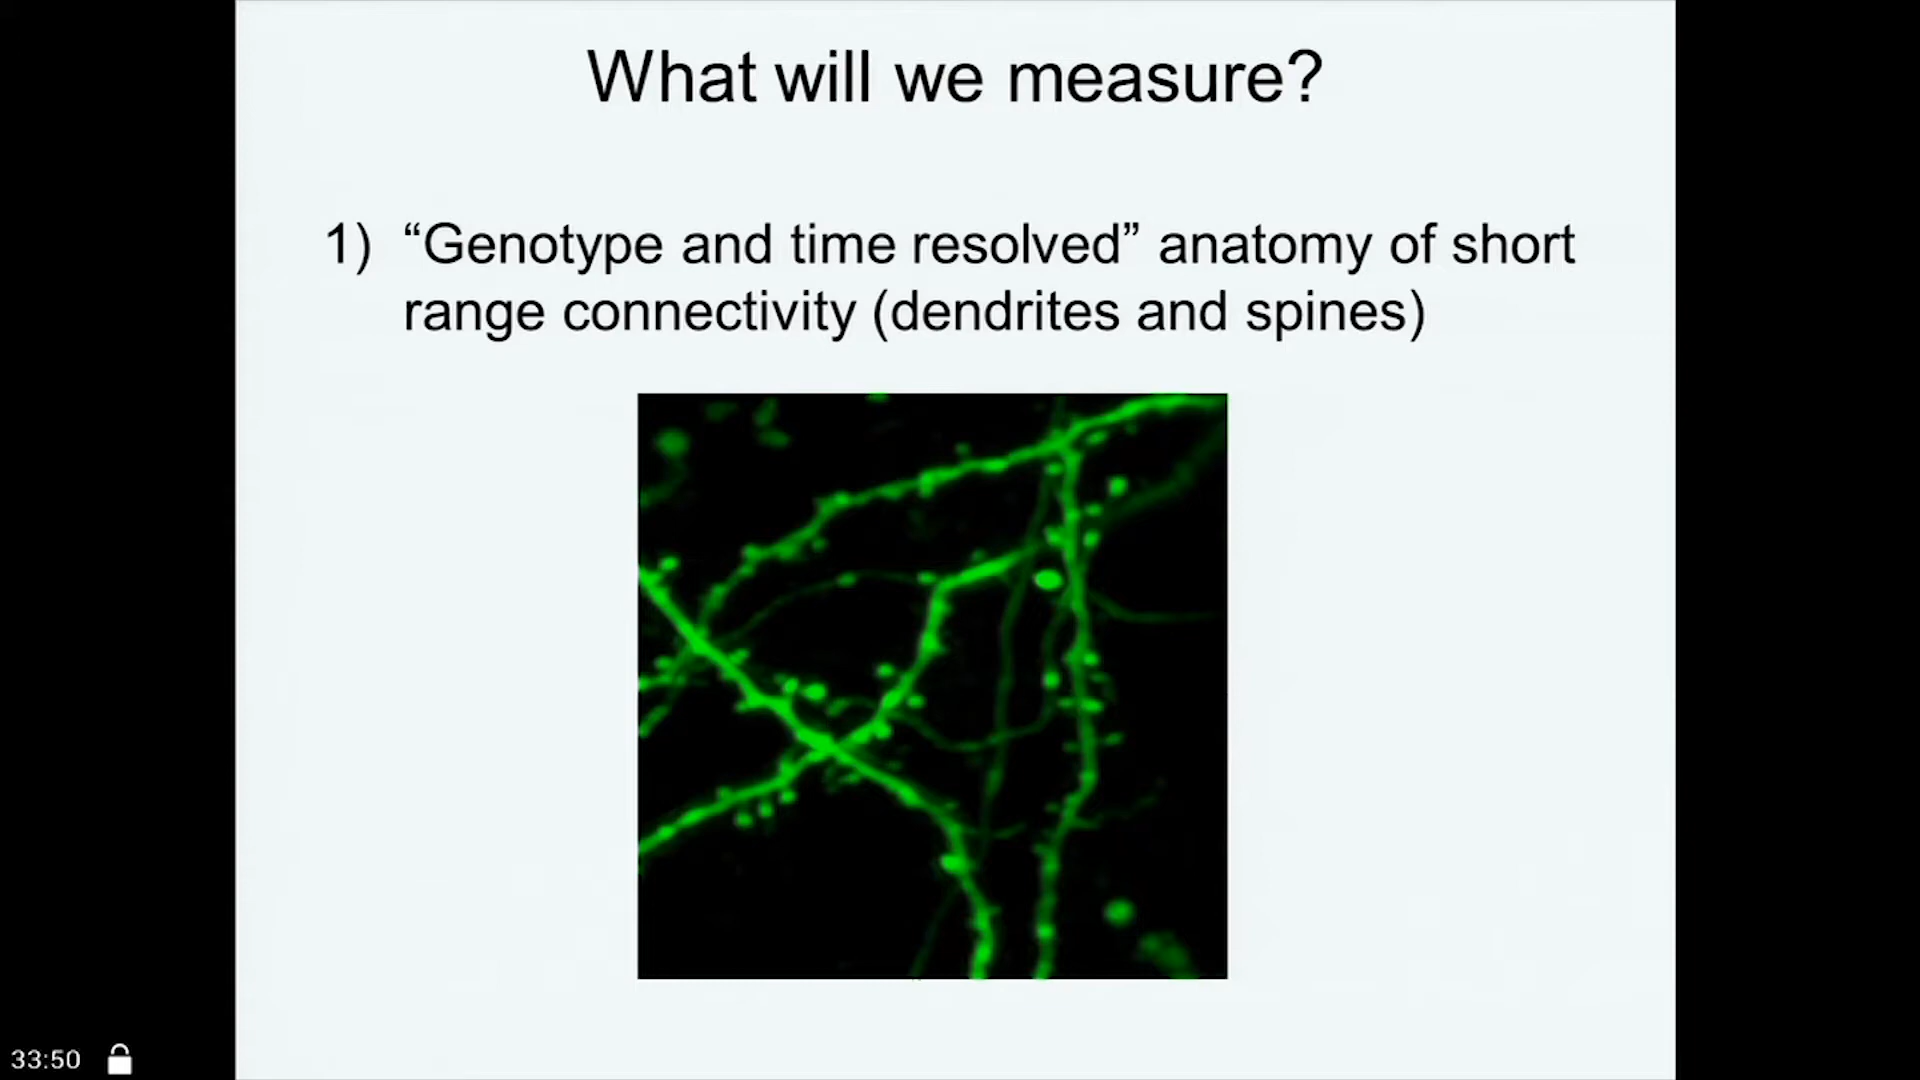 What will we measure?
1) “Genotype and time resolved” anatomy of short
range connectivity (dendrites and spines)
33:50